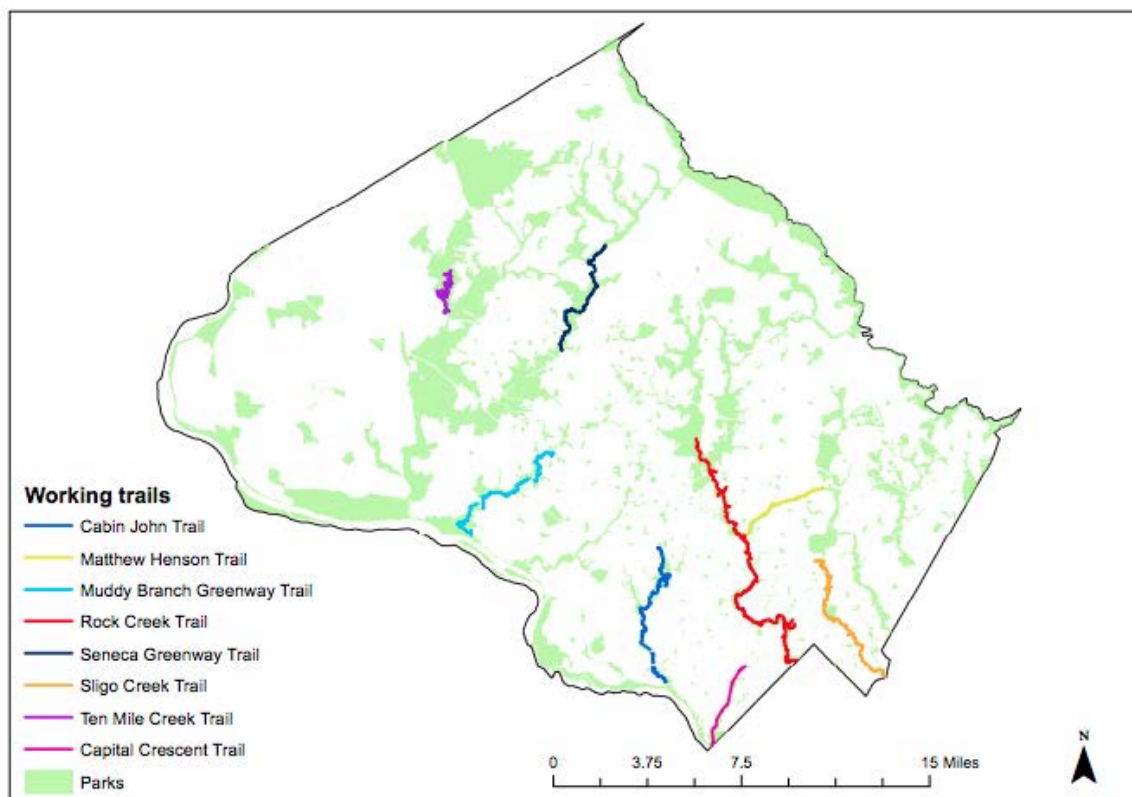 Working trails
Cabin John Trail
Matthew Henson Trail
Muddy Branch Greenway Trail
Rock Creek Trail
Seneca Greenway Trail
Sligo Creek Trail
Ten Mile Creek Trail
Capital Crescent Trail
Parks
0 3.75 7.5 15 Miles
N